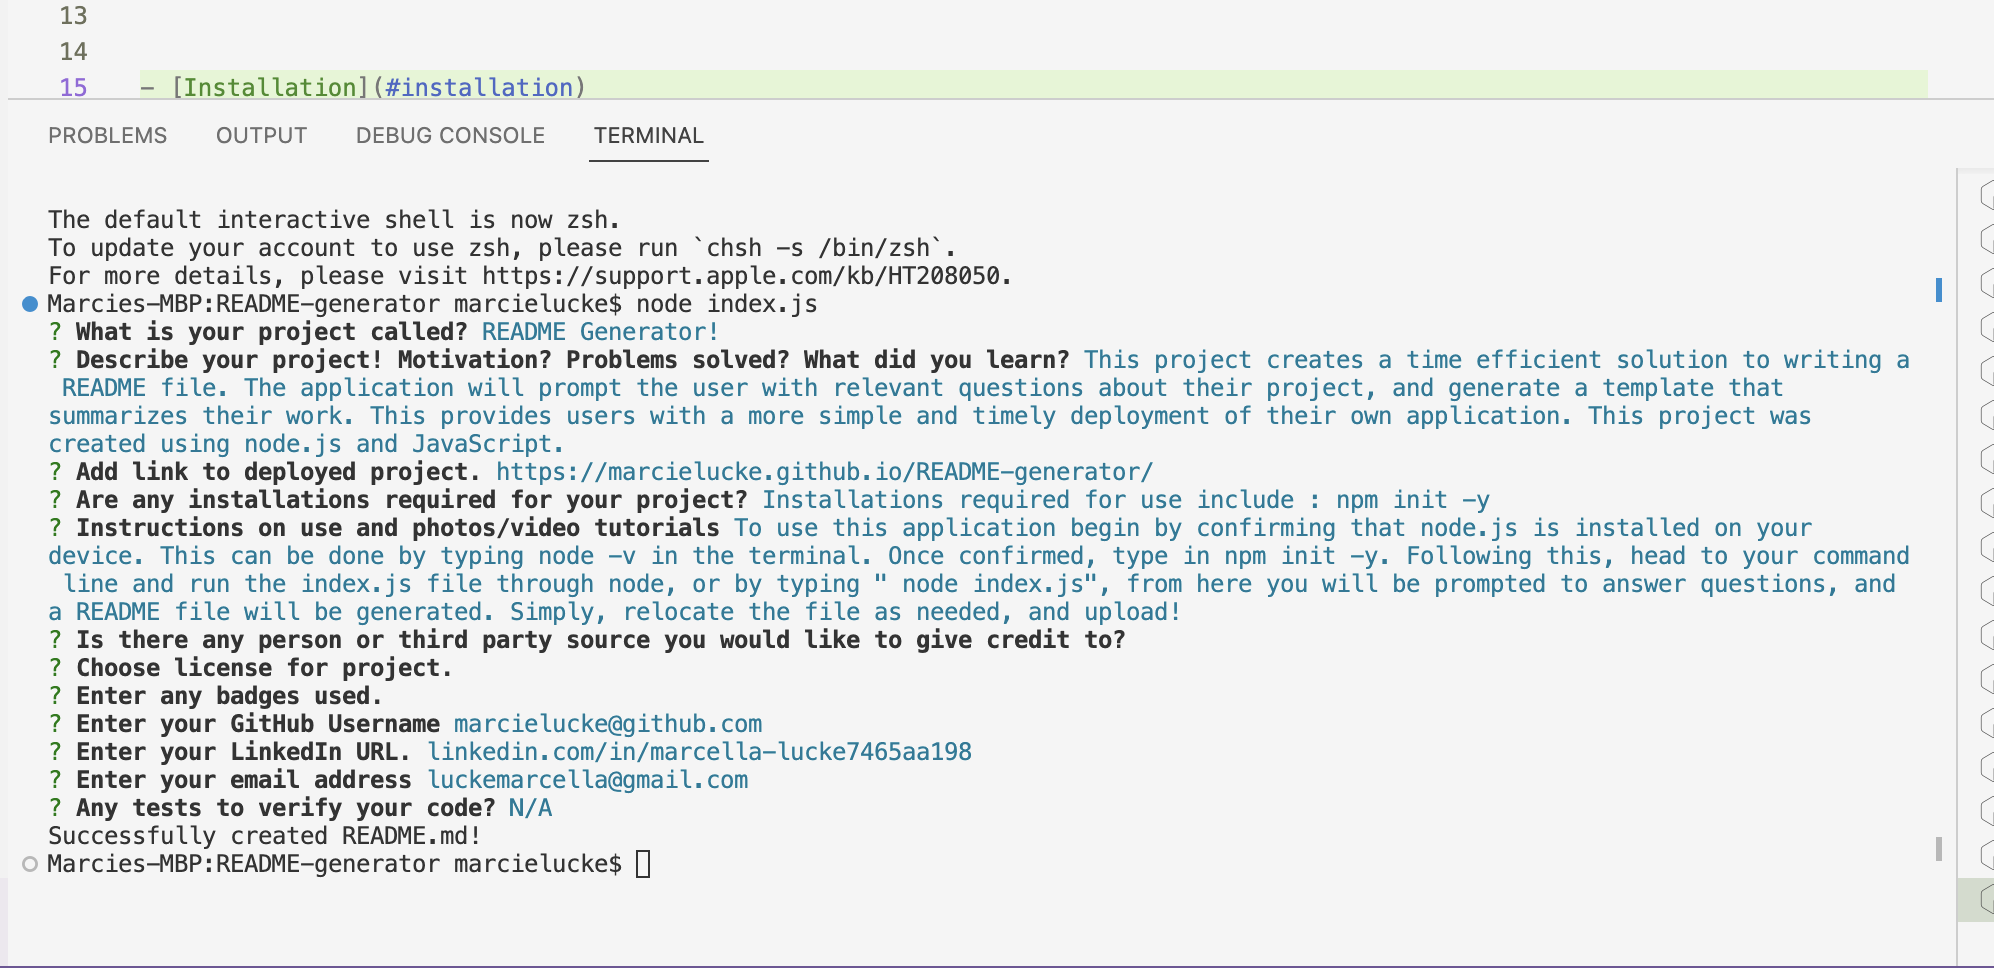 13
14
15 - [Installation](#installation)
PROBLEMS OUTPUT DEBUG CONSOLE TERMINAL
The default interactive shell is now zsh.
To update your account to use zsh, please run `chsh -s /bin/zsh`.
For more details, please visit https://support.apple.com/kb/HT208050.
Marcies-MBP:README-generator marcielucke$ node index.js
? What is your project called? README Generator!
? Describe your project! Motivation? Problems solved? What did you learn? This project creates a time efficient solution to writing a
README file. The application will prompt the user with relevant questions about their project, and generate a template that
summarizes their work. This provides users with a more simple and timely deployment of their own application. This project was
created using node.js and JavaScript.
? Add link to deployed project. https://marcielucke.github.io/README-generator/
? Are any installations required for your project? Installations required for use include : npm init -y
? Instructions on use and photos/video tutorials To use this application begin by confirming that node.js is installed on your
device. This can be done by typing node -v in the terminal. Once confirmed, type in npm init -y. Following this, head to your command
line and run the index.js file through node, or by typing " node index.js", from here you will be prompted to answer questions, and
a README file will be generated. Simply, relocate the file as needed, and upload!
? Is there any person or third party source you would like to give credit to?
? Choose license for project.
? Enter any badges used.
? Enter your GitHub Username marcielucke@github.com
? Enter your LinkedIn URL. linkedin.com/in/marcella-lucke7465aa198
? Enter your email address luckemarcella@gmail.com
? Any tests to verify your code? N/A
Successfully created README.md!
Marcies-MBP:README-generator marcielucke$